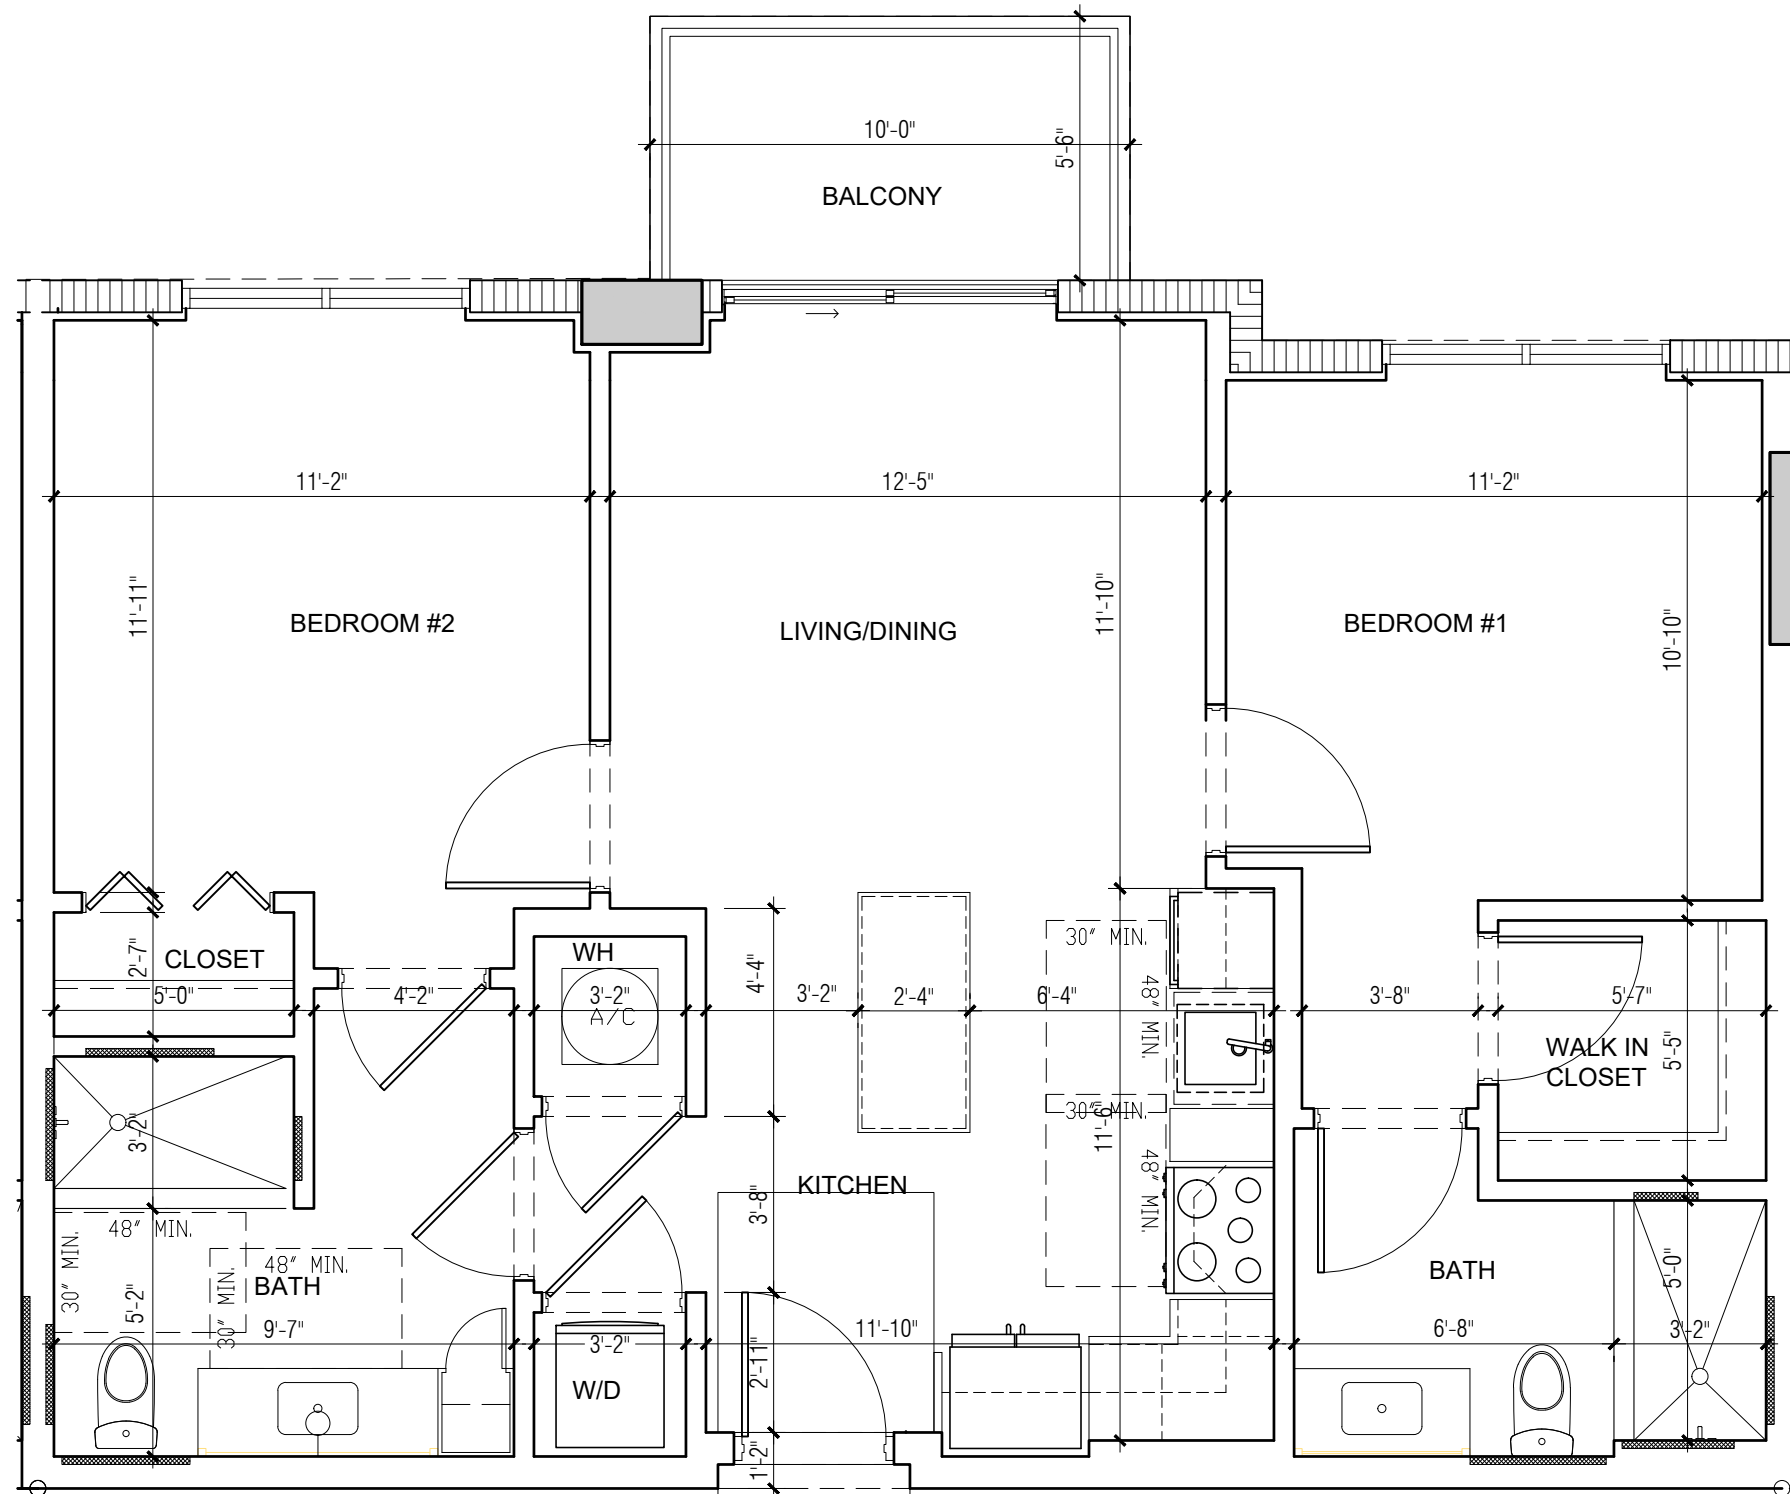 10'-0"
5'-6"
BALCONY
11'-2"
12'-5"
11'-2"
11'-11"
11'-10"
10'-10"
BEDROOM #2
LIVING/DINING
BEDROOM #1
30" MIN.
WH
CLOSET
2'-7"
4'-4"
48" MIN.
5'-0"
4'-2"
3'-2"
A/C
3'-2"
2'-4"
6'-4"
3'-8"
5'-7"
WALK IN
CLOSET
5'-5"
30" MIN.
11'-6"
3'-2"
KITCHEN
3'-8"
48" MIN.
48" MIN.
30" MIN.
48" MIN.
30" MIN.
BATH
5'-2"
BATH
5'-0"
9'-7"
3'-2"
11'-10"
6'-8"
3'-2"
2'-11"
W/D
1'-2"